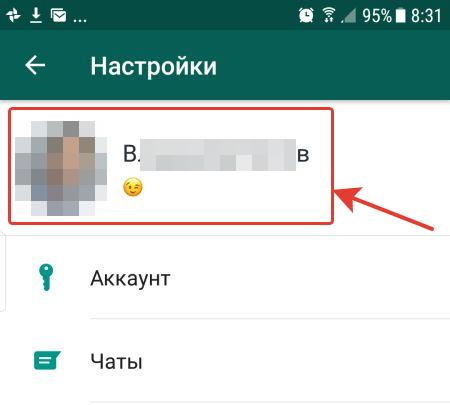 ... 95% 8:31
Настройки
😉
Аккаунт
Чаты